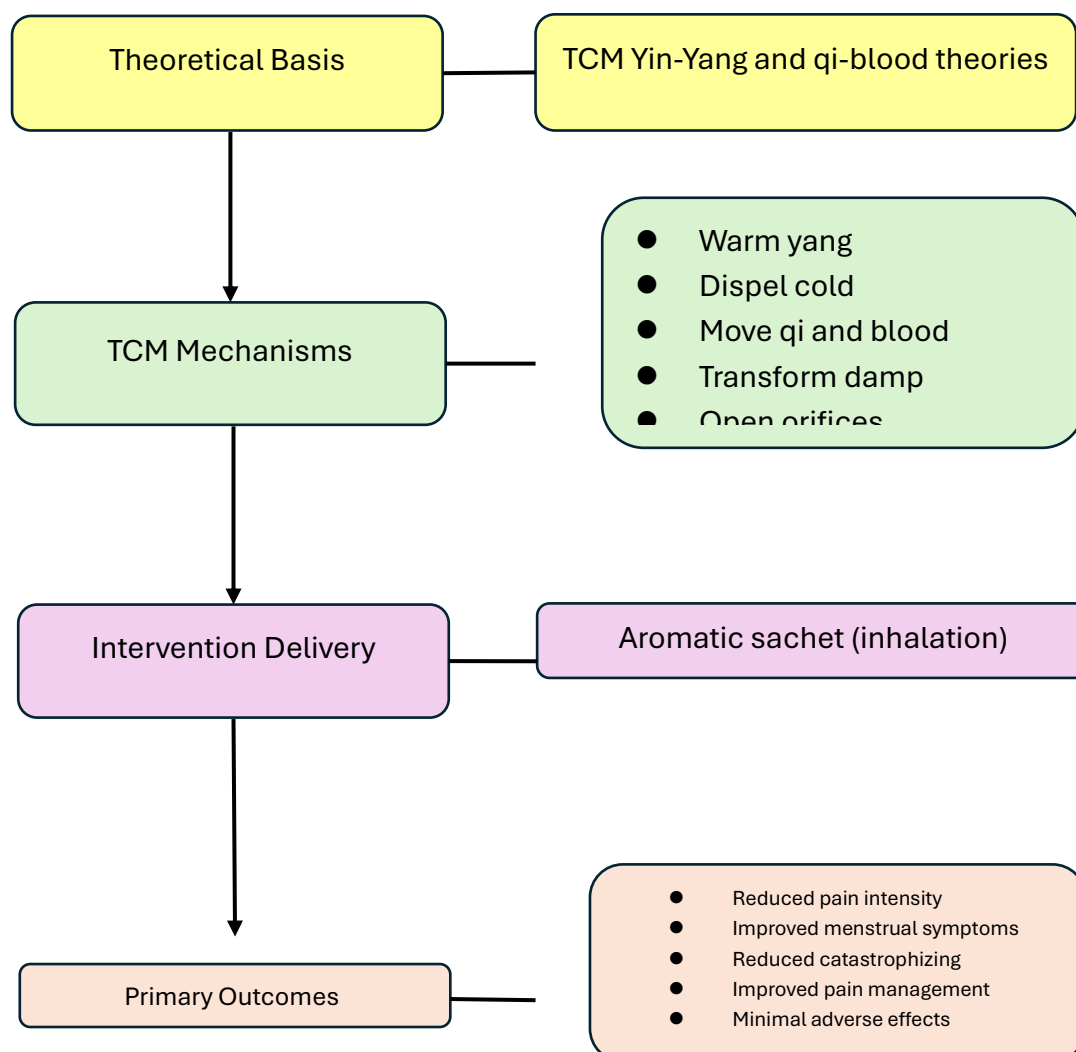 Theoretical Basis
TCM Yin-Yang and qi-blood theories
● Warm yang
● Dispel cold
TCM Mechanisms
● Move qi and blood
● Transform damp
● Open orifices
Intervention Delivery
Aromatic sachet (inhalation)
● Reduced pain intensity
● Improved menstrual symptoms
● Reduced catastrophizing
Primary Outcomes
● Improved pain management
● Minimal adverse effects